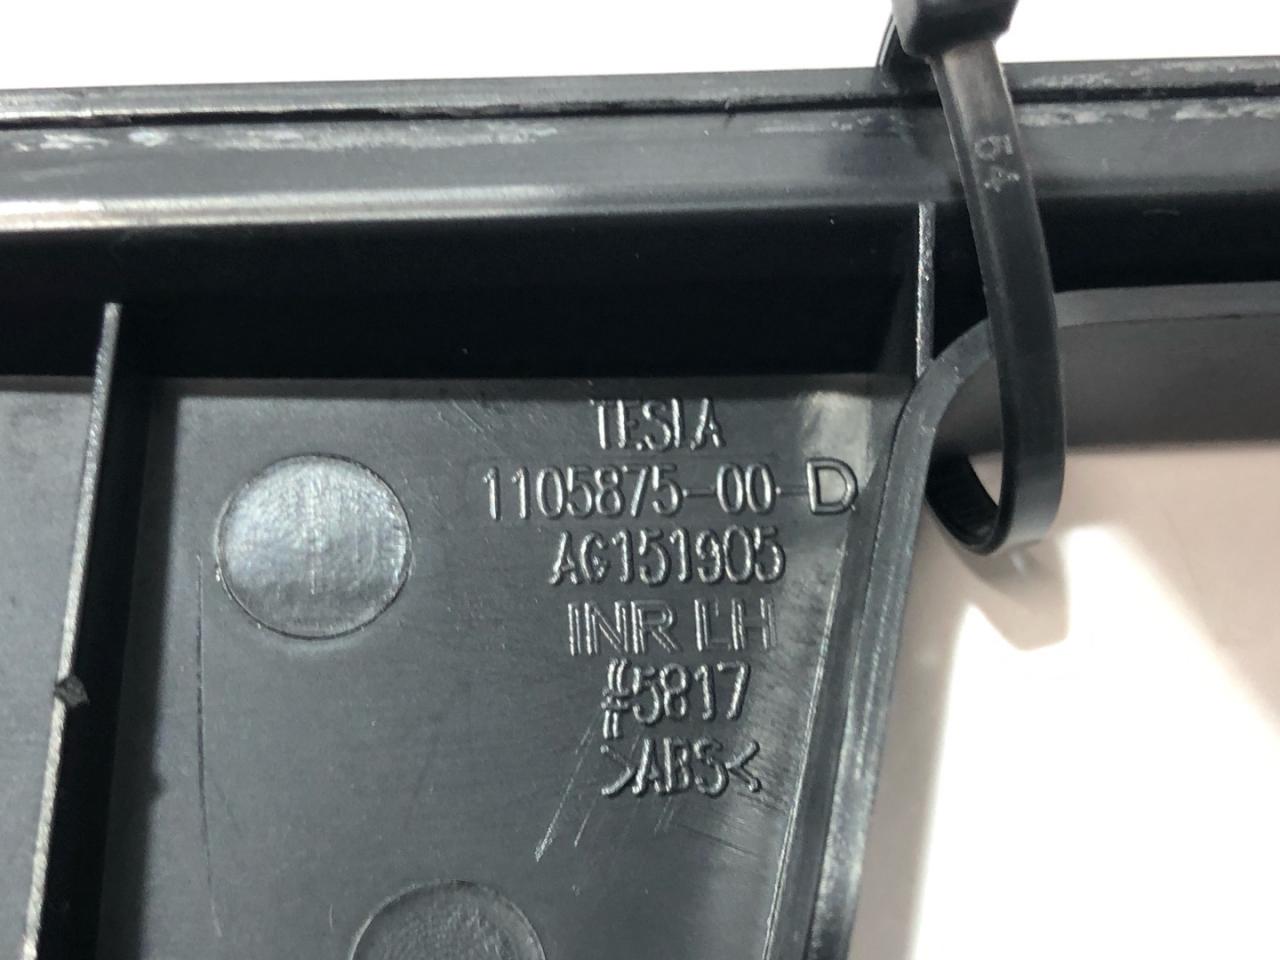 54
TESLA
1105875-00-D
AG151905
INR LH
#5817
>ABS<